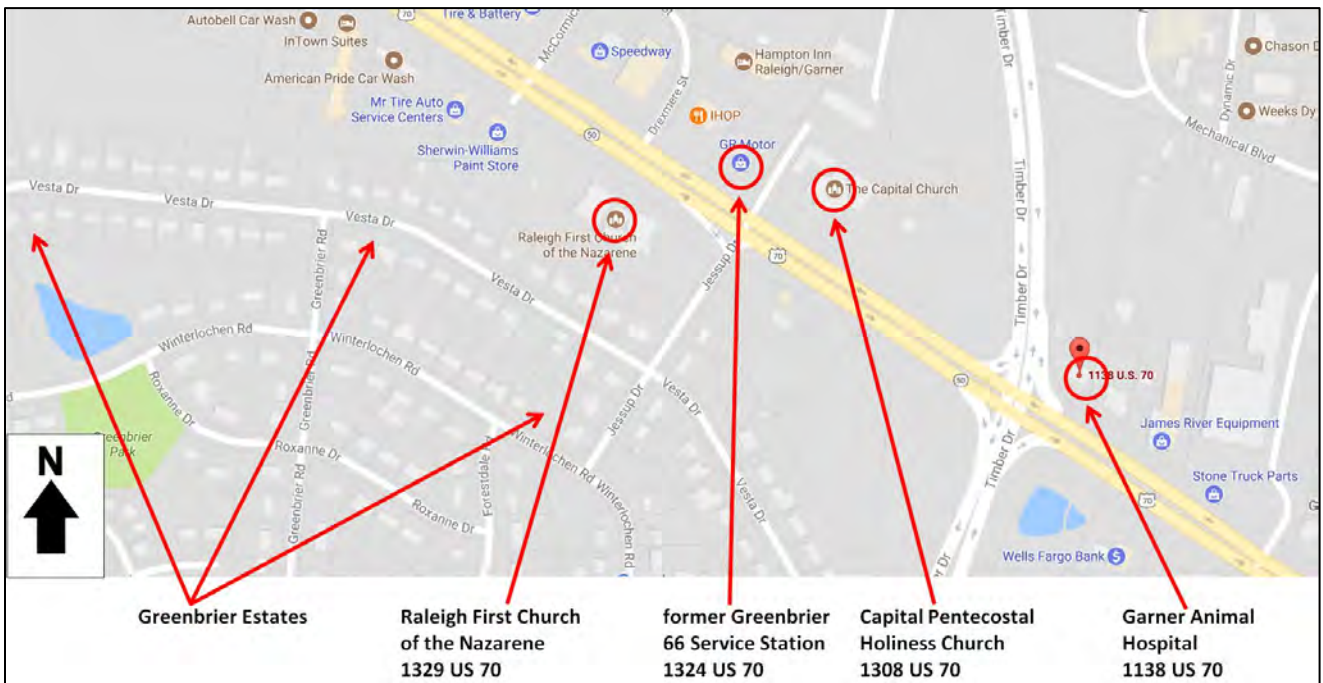 70
Tire & Battery
Autobell Car Wash
InTown Suites
American Pride Car Wash
McCormick
Speedway
Hampton Inn
Raleigh/Garner
Timber Dr
Chason D
Dynamic Dr
Weeks Dy
Mechanical Blvd
Mr Tire Auto
Service Centers
Sherwin-Williams
Paint Store
Drexmere St
IHOP
50
GR Motor
The Capital Church
Timber Dr
Timber Dr
Vesta Dr
Vesta Dr
Raleigh First Church
of the Nazarene
Jessup Dr
70
Greenbrier Rd
Vesta Dr
Timber Dr
Winterlochen Rd
Winterlochen Rd
Greenbrier Rd
50
1138 U.S. 70
d
Roxanne Dr
Vesta Dr
Jessup Dr
James River Equipment
Greenbrier
Park
Roxanne Dr
Winterlochen Rd
Forestdale Rd
Timber Dr
Stone Truck Parts
70
G
N
Greenbrier Rd
Roxanne Dr
Winterlochen Rd
Vesta Dr
Wells Fargo Bank
er Dr
Greenbrier Estates
Raleigh First Church
of the Nazarene
1329 US 70
former Greenbrier
66 Service Station
1324 US 70
Capital Pentecostal
Holiness Church
1308 US 70
Garner Animal
Hospital
1138 US 70